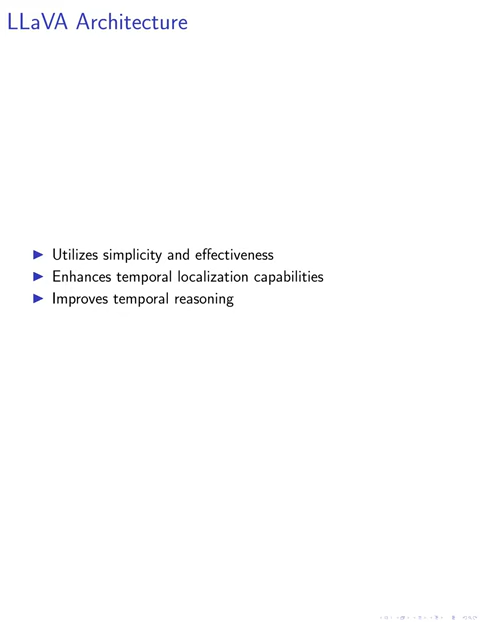 LLaVA Architecture
Utilizes simplicity and effectiveness
Enhances temporal localization capabilities
Improves temporal reasoning